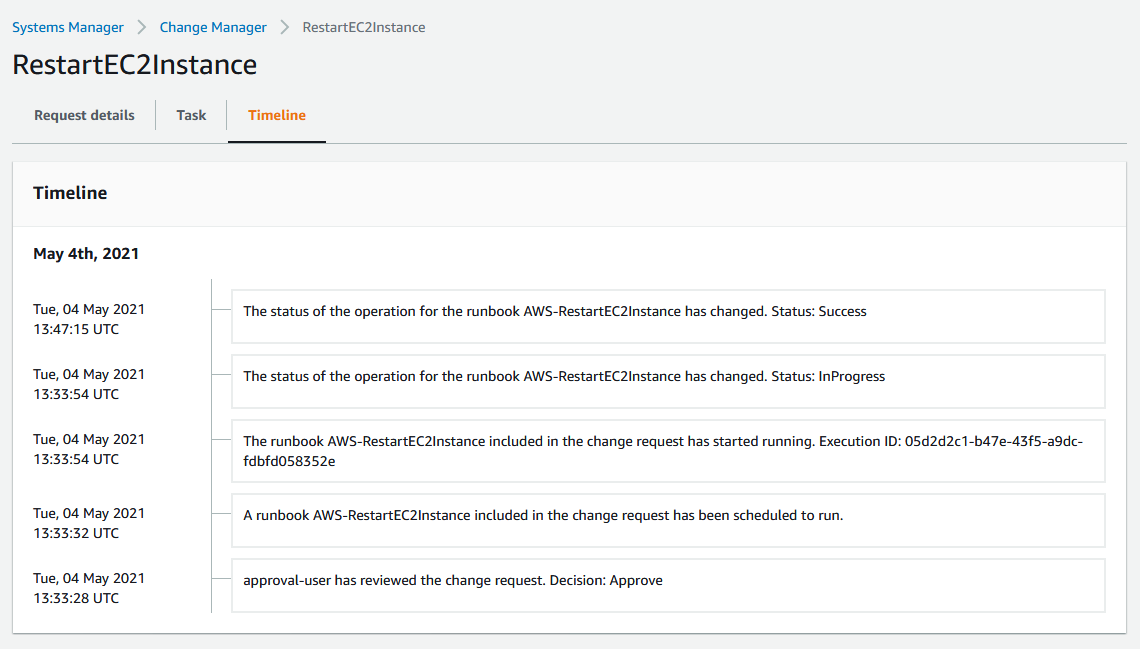 Systems Manager > Change Manager > RestartEC2Instance
RestartEC2Instance
Request details Task Timeline
Timeline
May 4th, 2021
Tue, 04 May 2021
13:47:15 UTC
The status of the operation for the runbook AWS-RestartEC2Instance has changed. Status: Success
Tue, 04 May 2021
13:33:54 UTC
The status of the operation for the runbook AWS-RestartEC2Instance has changed. Status: InProgress
Tue, 04 May 2021
13:33:54 UTC
The runbook AWS-RestartEC2Instance included in the change request has started running. Execution ID: 05d2d2c1-b47e-43f5-a9dc-
fdbfd058352e
Tue, 04 May 2021
13:33:32 UTC
A runbook AWS-RestartEC2Instance included in the change request has been scheduled to run.
Tue, 04 May 2021
13:33:28 UTC
approval-user has reviewed the change request. Decision: Approve